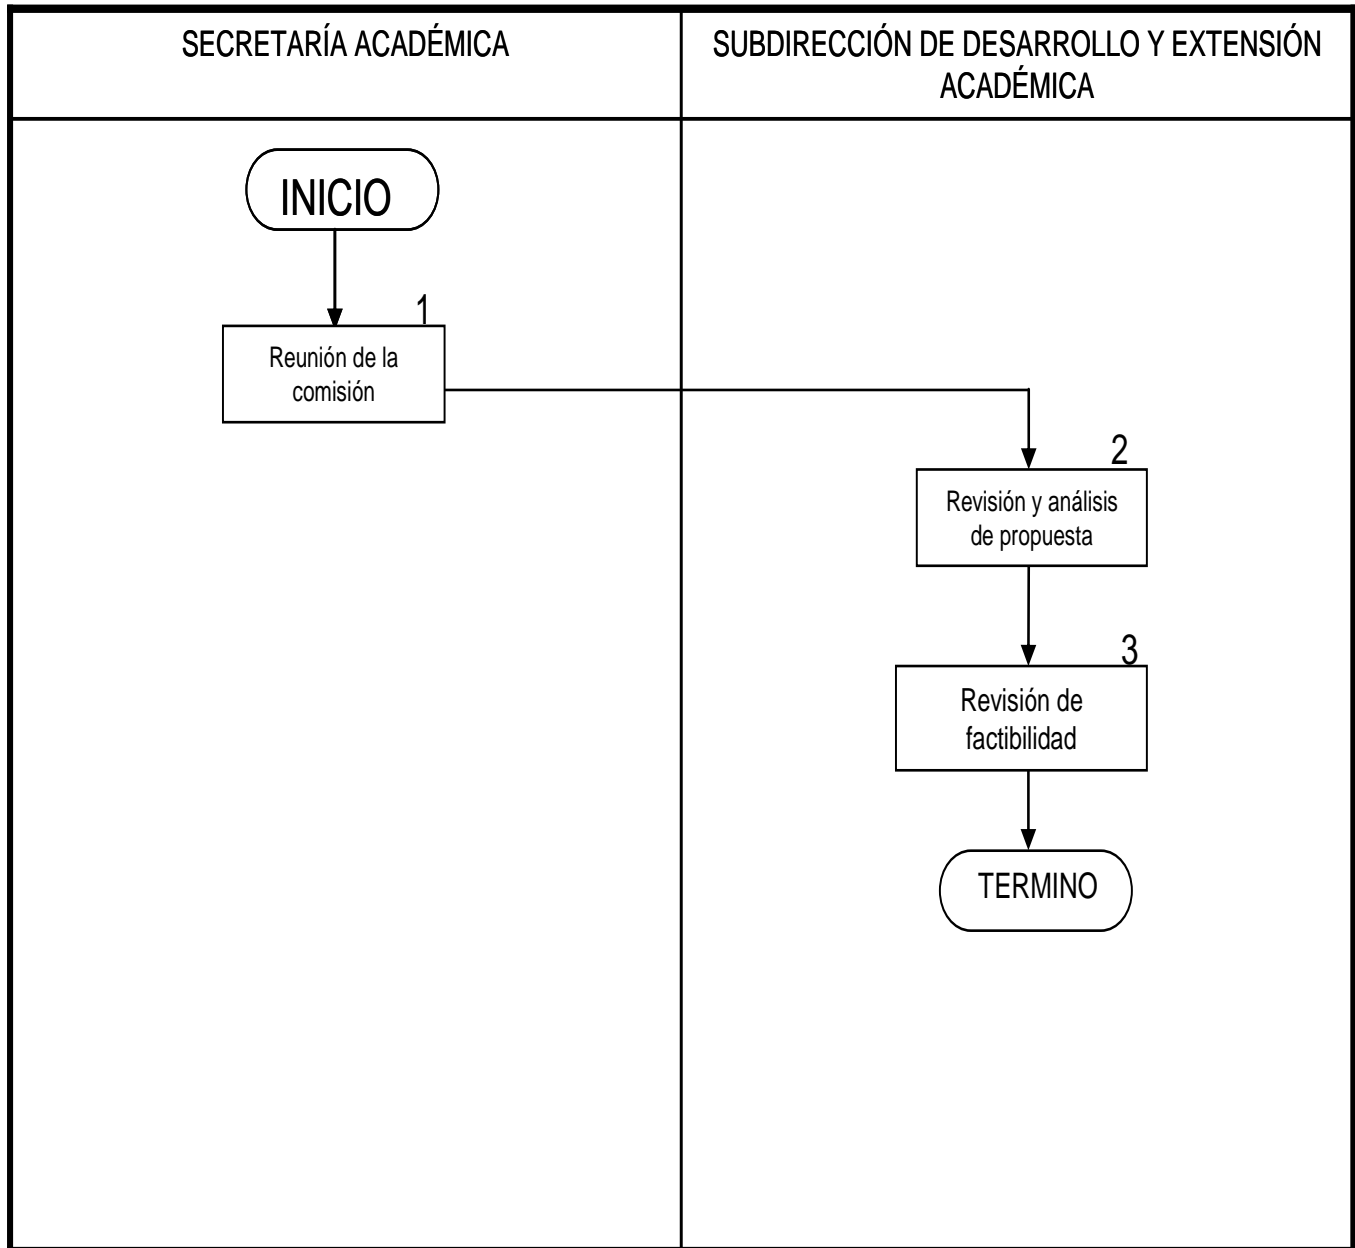 SECRETARÍA ACADÉMICA
SUBDIRECCIÓN DE DESARROLLO Y EXTENSIÓN
ACADÉMICA
INICIO
1
Reunión de la
comisión
2
Revisión y análisis
de propuesta
3
Revisión de
factibilidad
TERMINO